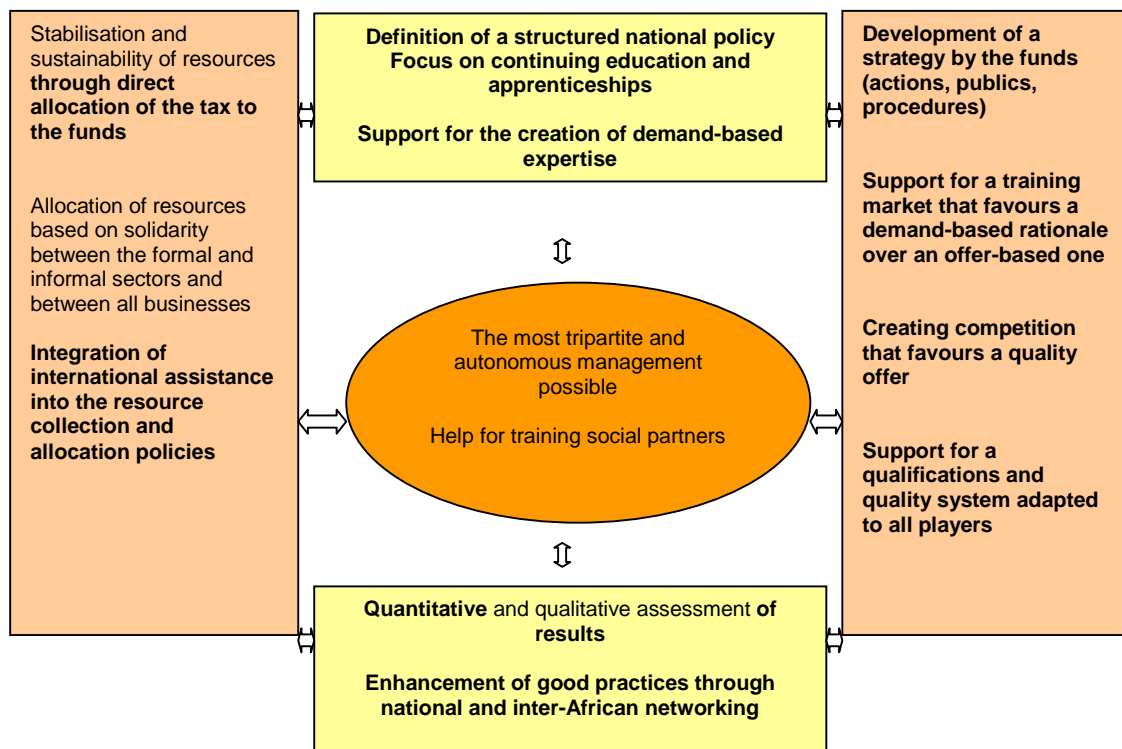 Stabilisation and
sustainability of resources
through direct
allocation of the tax to
the funds
Allocation of resources
based on solidarity
between the formal and
informal sectors and
between all businesses
Integration of
international assistance
into the resource
collection and
allocation policies
Definition of a structured national policy
Focus on continuing education and
apprenticeships
Support for the creation of demand-based
expertise
The most tripartite and
autonomous management
possible
Help for training social partners
Quantitative and qualitative assessment of
results
Enhancement of good practices through
national and inter-African networking
Development of a
strategy by the funds
(actions, publics,
procedures)
Support for a training
market that favours a
demand-based rationale
over an offer-based one
Creating competition
that favours a quality
offer
Support for a
qualifications and
quality system adapted
to all players